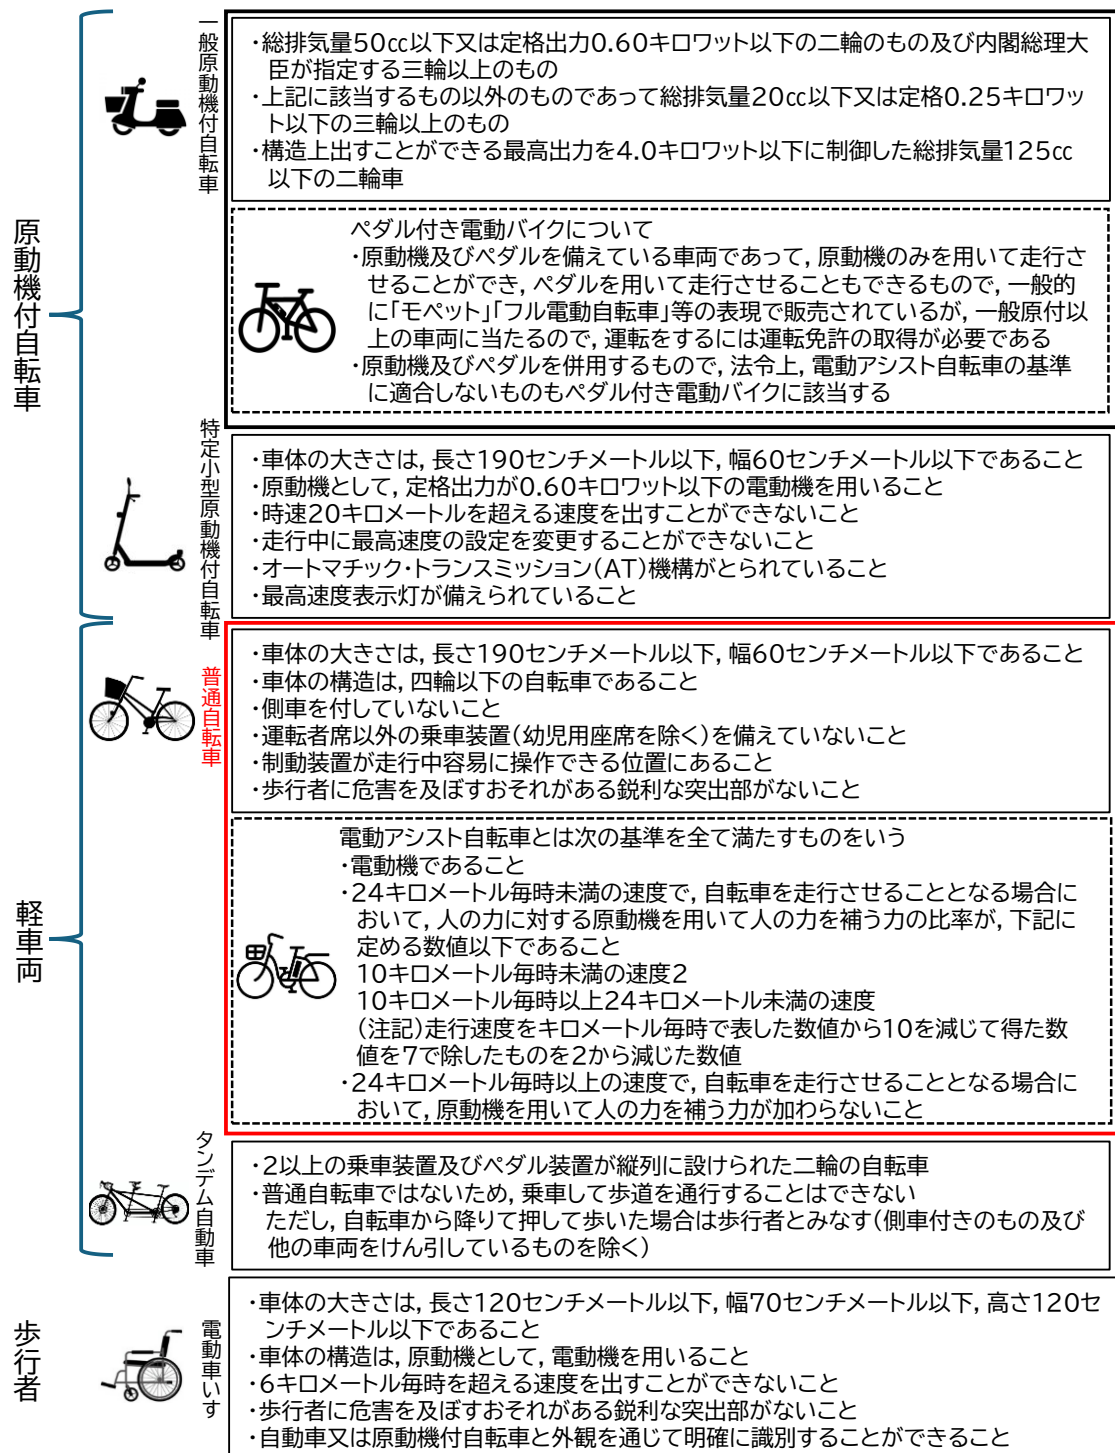 原動機付自転車
一般原動機付自転車
・総排気量50cc以下又は定格出力0.60キロワット以下の二輪のもの及び内閣総理大
臣が指定する三輪以上のもの
・上記に該当するもの以外のものであって総排気量20cc以下又は定格0.25キロワッ
ト以下の三輪以上のもの
・構造上出すことができる最高出力を4.0キロワット以下に制御した総排気量125cc
以下の二輪車
ペダル付き電動バイクについて
・原動機及びペダルを備えている車両であって，原動機のみを用いて走行さ
せることができ，ペダルを用いて走行させることもできるもので，一般的
に「モペット」「フル電動自転車」等の表現で販売されているが，一般原付以
上の車両に当たるので，運転をするには運転免許の取得が必要である
・原動機及びペダルを併用するもので，法令上，電動アシスト自転車の基準
に適合しないものもペダル付き電動バイクに該当する
特定小型原動機付自転車
・車体の大きさは，長さ190センチメートル以下，幅60センチメートル以下であること
・原動機として，定格出力が0.60キロワット以下の電動機を用いること
・時速20キロメートルを超える速度を出すことができないこと
・走行中に最高速度の設定を変更することができないこと
・オートマチック・トランスミッション（AT）機構がとられていること
・最高速度表示灯が備えられていること
軽車両
普通自転車
・車体の大きさは，長さ190センチメートル以下，幅60センチメートル以下であること
・車体の構造は，四輪以下の自転車であること
・側車を付していないこと
・運転者席以外の乗車装置（幼児用座席を除く）を備えていないこと
・制動装置が走行中容易に操作できる位置にあること
・歩行者に危害を及ぼすおそれがある鋭利な突出部がないこと
電動アシスト自転車とは次の基準を全て満たすものをいう
・電動機であること
・24キロメートル毎時未満の速度で，自転車を走行させることとなる場合に
おいて，人の力に対する原動機を用いて人の力を補う力の比率が，下記に
定める数値以下であること
10キロメートル毎時未満の速度2
10キロメートル毎時以上24キロメートル未満の速度
（注記）走行速度をキロメートル毎時で表した数値から10を減じて得た数
値を7で除したものを2から減じた数値
・24キロメートル毎時以上の速度で，自転車を走行させることとなる場合に
おいて，原動機を用いて人の力を補う力が加わらないこと
タンデム自動車
・2以上の乗車装置及びペダル装置が縦列に設けられた二輪の自転車
・普通自転車ではないため，乗車して歩道を通行することはできない
ただし，自転車から降りて押して歩いた場合は歩行者とみなす（側車付きのもの及び
他の車両をけん引しているものを除く）
歩行者
電動車いす
・車体の大きさは，長さ120センチメートル以下，幅70センチメートル以下，高さ120セ
ンチメートル以下であること
・車体の構造は，原動機として，電動機を用いること
・6キロメートル毎時を超える速度を出すことができないこと
・歩行者に危害を及ぼすおそれがある鋭利な突出部がないこと
・自動車又は原動機付自転車と外観を通じて明確に識別することができること